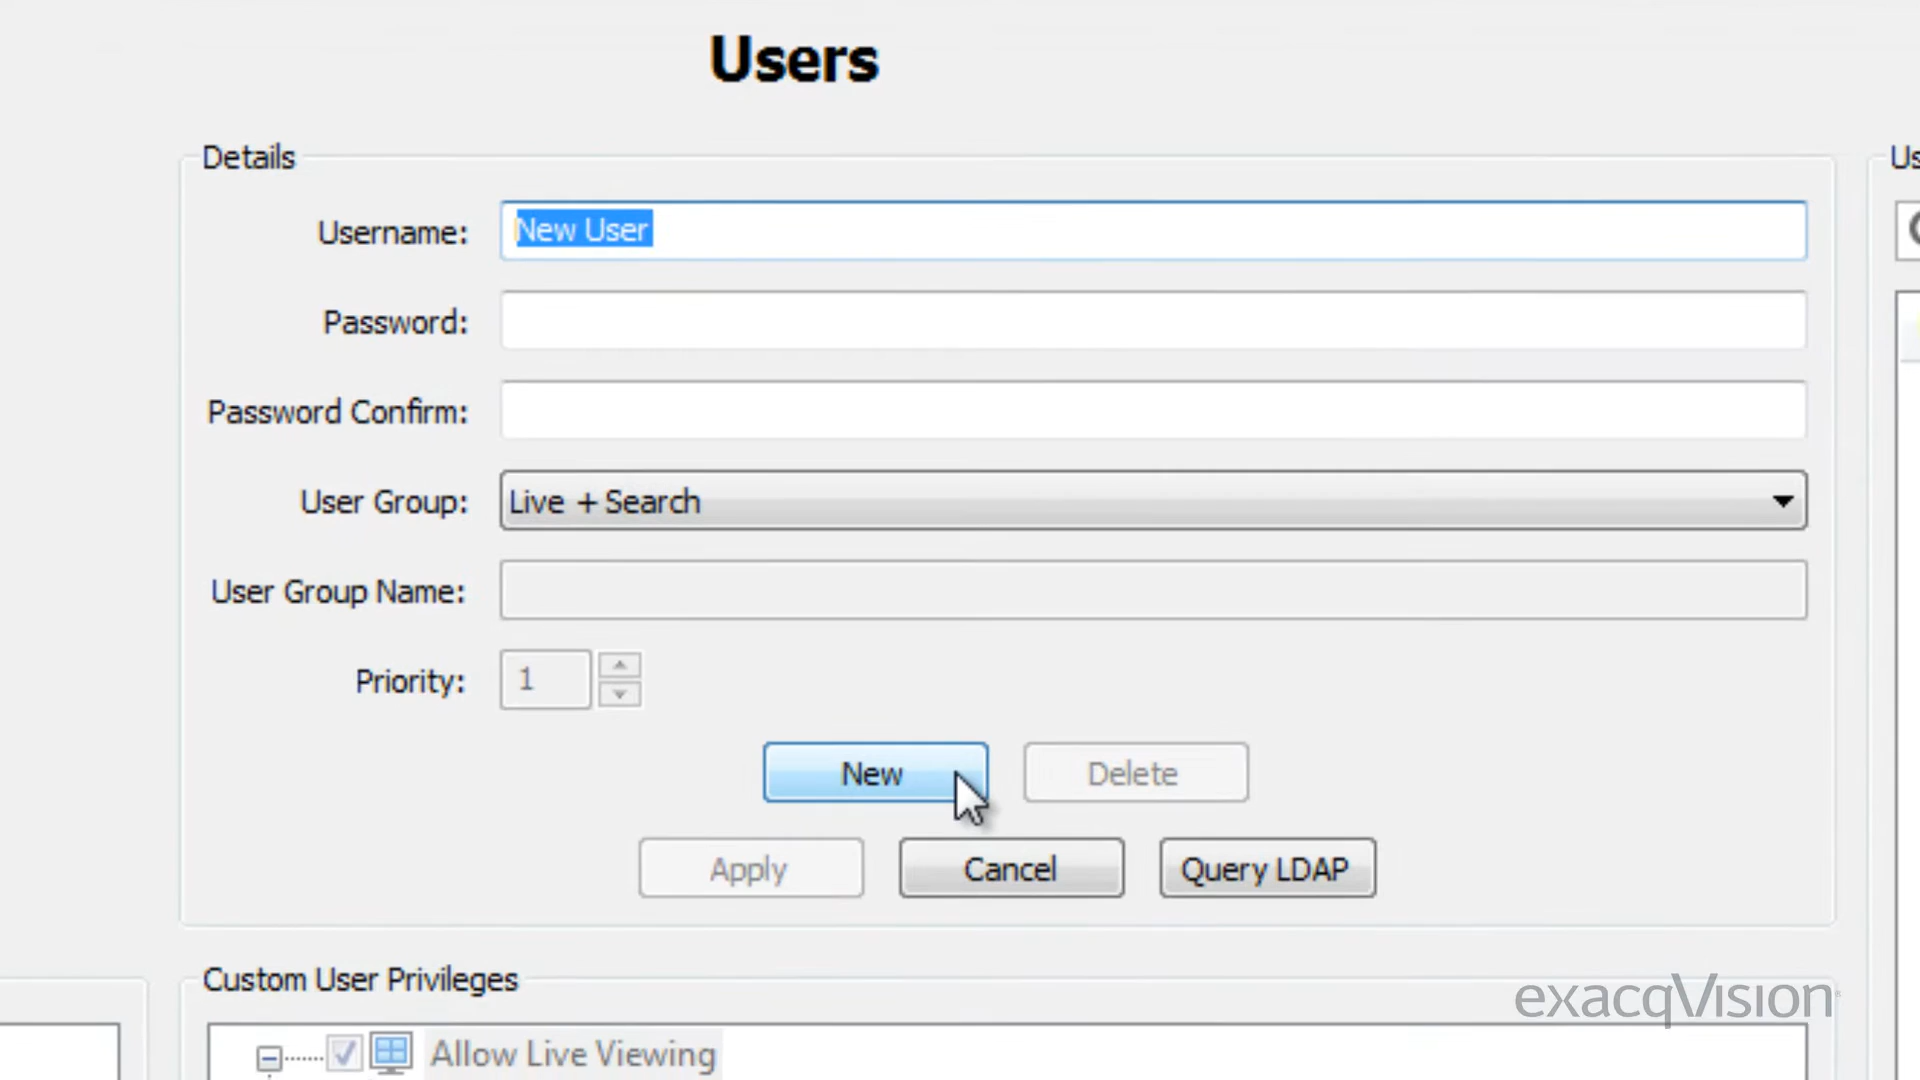 Users
Details
Us
Username: New User
Password:
Password Confirm:
User Group: Live + Search
User Group Name:
Priority: 1
New Delete
Apply Cancel Query LDAP
Custom User Privileges
Allow Live Viewing
exacqVision®